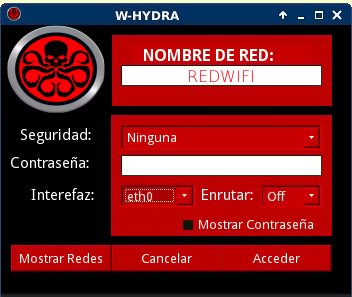 W-HYDRA
NOMBRE DE RED:
REDWIFI
Seguridad: Ninguna
Contraseña:
Interefaz: eth0 Enrutar: Off
Mostrar Contraseña
Mostrar Redes Cancelar Acceder